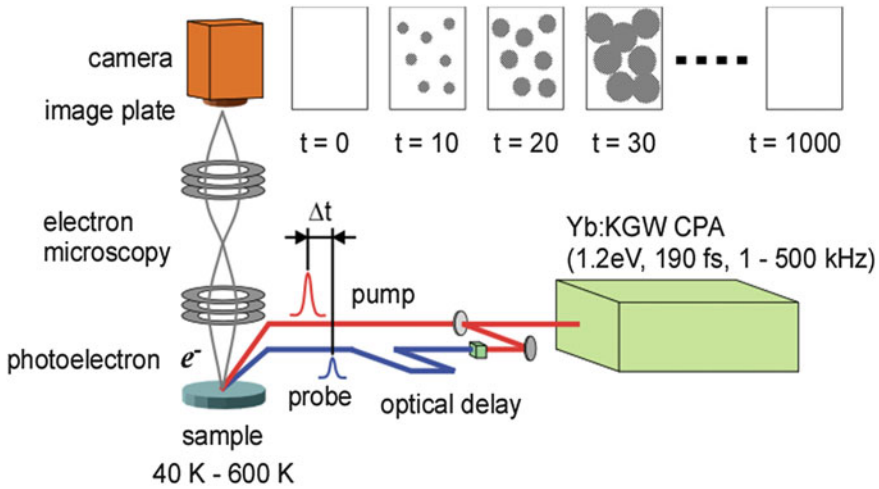 camera
image plate
t = 0
t = 10
t = 20
t = 30
t = 1000
electron
microscopy
Δt
pump
Yb:KGW CPA
(1.2eV, 190 fs, 1 - 500 kHz)
photoelectron
e-
probe
optical delay
sample
40 K - 600 K